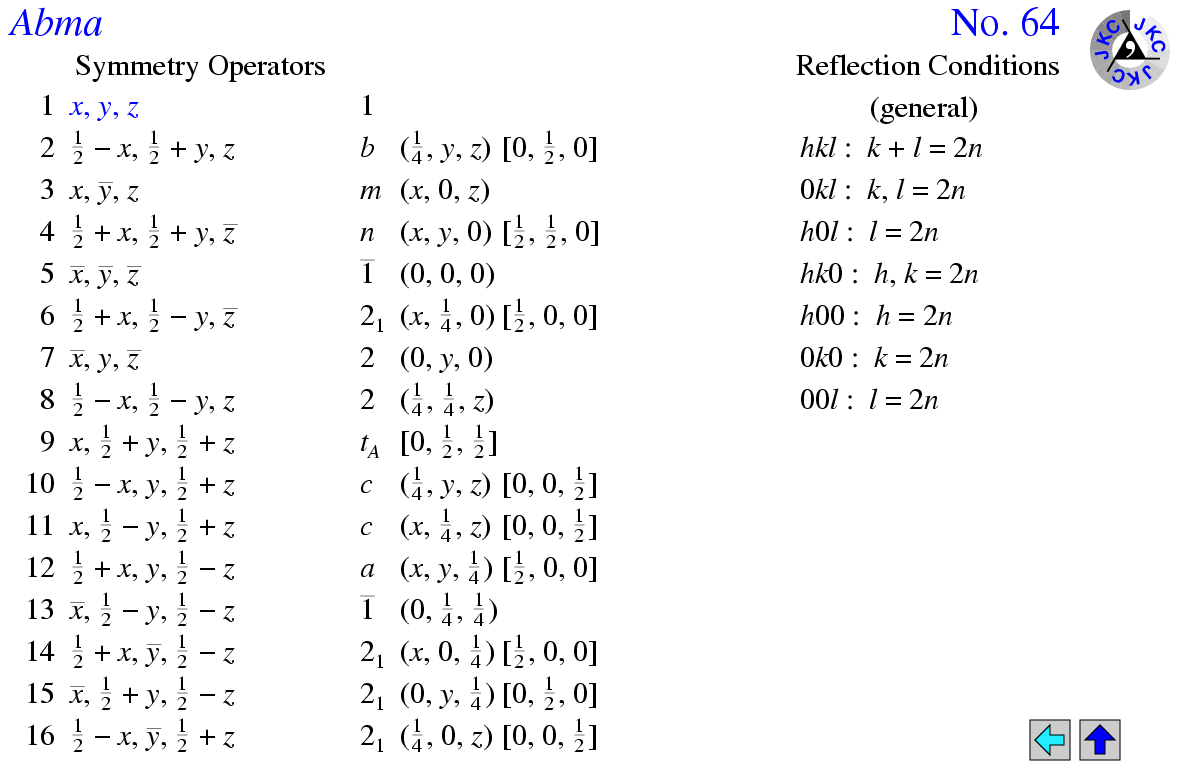 Abma No. 64
Symmetry Operators Reflection Conditions
1 x, y, z 1 (general)
2 ½ − x, ½ + y, z b (¼, y, z) [0, ½, 0] hkl : k + l = 2n
3 x, y̅, z m (x, 0, z) 0kl : k, l = 2n
4 ½ + x, ½ + y, z̅ n (x, y, 0) [½, ½, 0] h0l : l = 2n
5 x̅, y̅, z̅ 1̅ (0, 0, 0) hk0 : h, k = 2n
6 ½ + x, ½ − y, z̅ 2₁ (x, ¼, 0) [½, 0, 0] h00 : h = 2n
7 x̅, y, z̅ 2 (0, y, 0) 0k0 : k = 2n
8 ½ − x, ½ − y, z 2 (¼, ¼, z) 00l : l = 2n
9 x, ½ + y, ½ + z t_A [0, ½, ½]
10 ½ − x, y, ½ + z c (¼, y, z) [0, 0, ½]
11 x, ½ − y, ½ + z c (x, ¼, z) [0, 0, ½]
12 ½ + x, y, ½ − z a (x, y, ¼) [½, 0, 0]
13 x̅, ½ − y, ½ − z 1̅ (0, ¼, ¼)
14 ½ + x, y̅, ½ − z 2₁ (x, 0, ¼) [½, 0, 0]
15 x̅, ½ + y, ½ − z 2₁ (0, y, ¼) [0, ½, 0]
16 ½ − x, y̅, ½ + z 2₁ (¼, 0, z) [0, 0, ½]
JKC JKC JKC